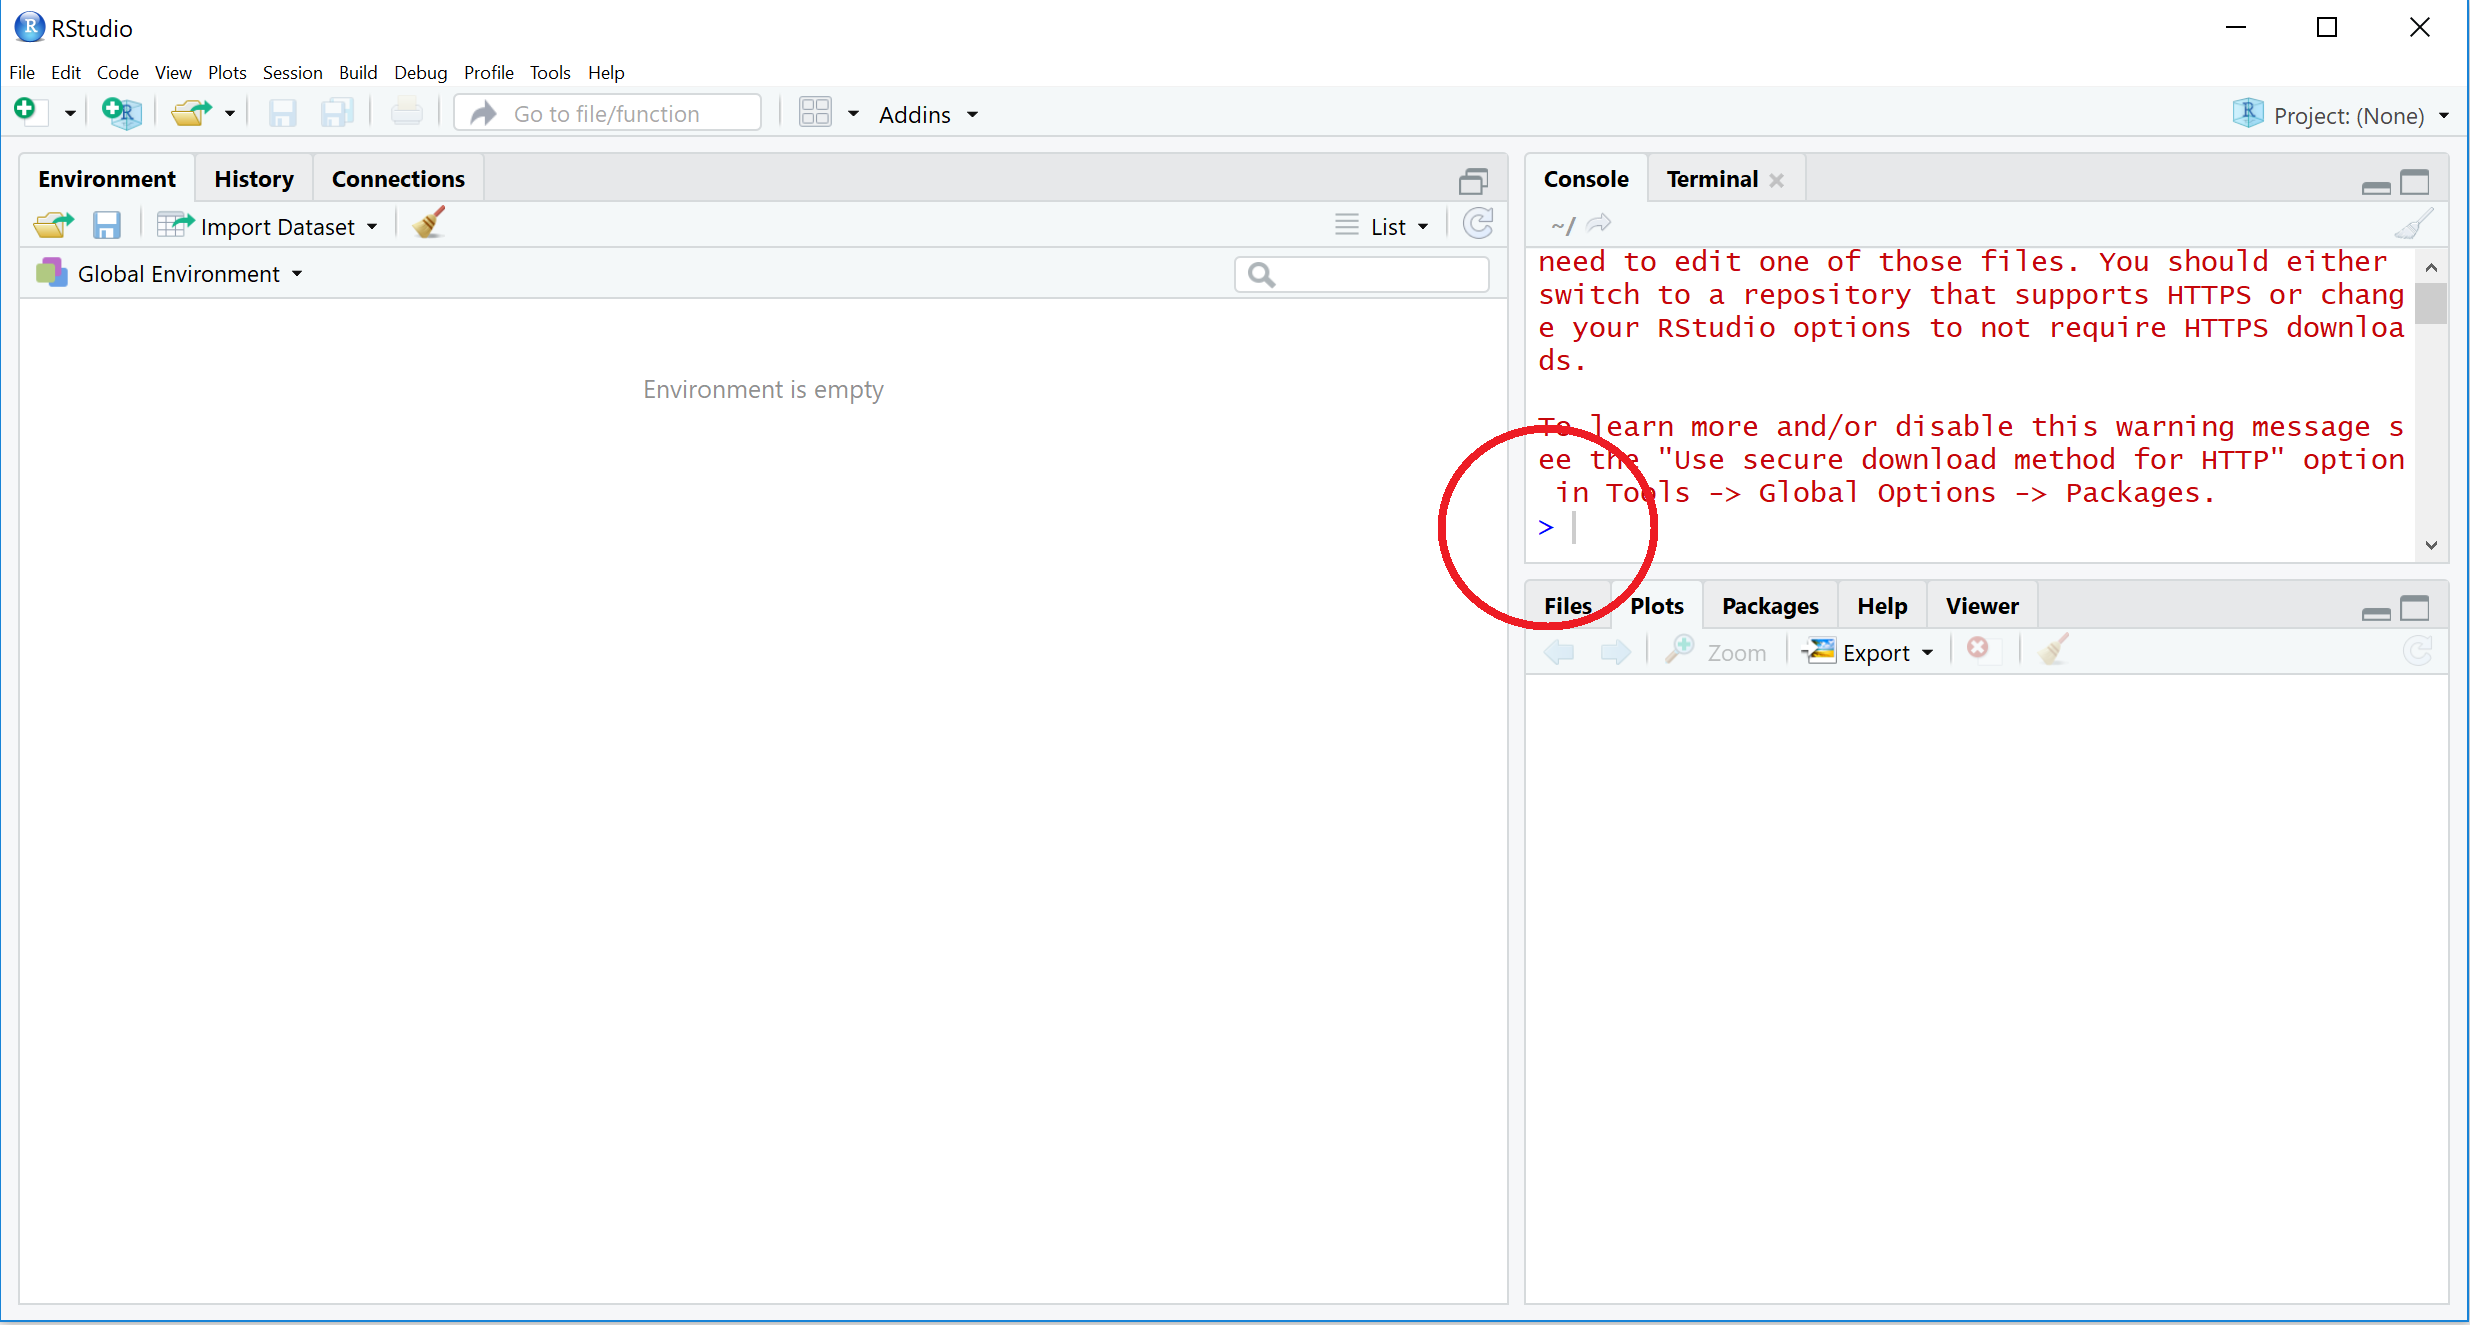 RStudio
File Edit Code View Plots Session Build Debug Profile Tools Help
Go to file/function Addins Project: (None)
Environment History Connections
Import Dataset List
Global Environment
Environment is empty
Console Terminal
~/
need to edit one of those files. You should either
switch to a repository that supports HTTPS or chang
e your RStudio options to not require HTTPS downloa
ds.
To learn more and/or disable this warning message s
ee the "Use secure download method for HTTP" option
in Tools -> Global Options -> Packages.
>
Files Plots Packages Help Viewer
Zoom Export